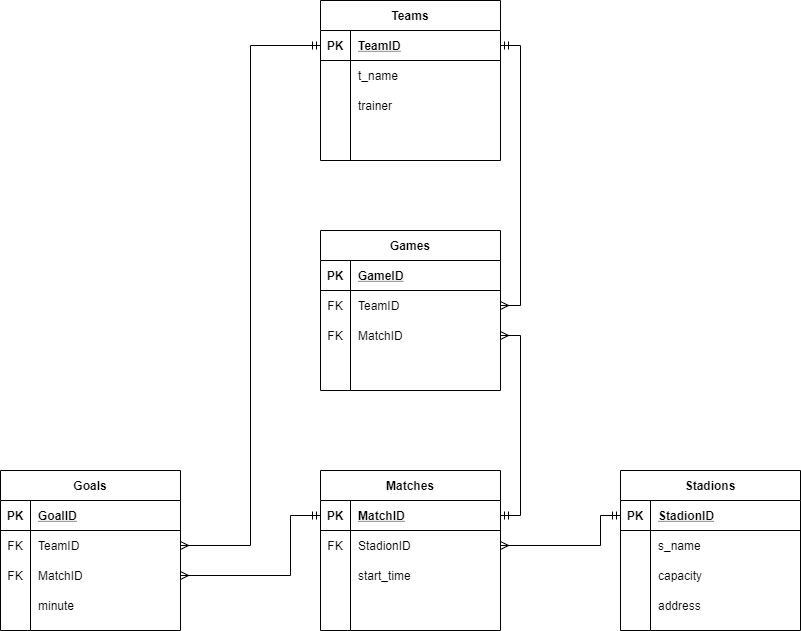 Teams
PK TeamID
t_name
trainer
Games
PK GameID
FK TeamID
FK MatchID
Goals
PK GoalID
FK TeamID
FK MatchID
minute
Matches
PK MatchID
FK StadionID
start_time
Stadions
PK StadionID
s_name
capacity
address